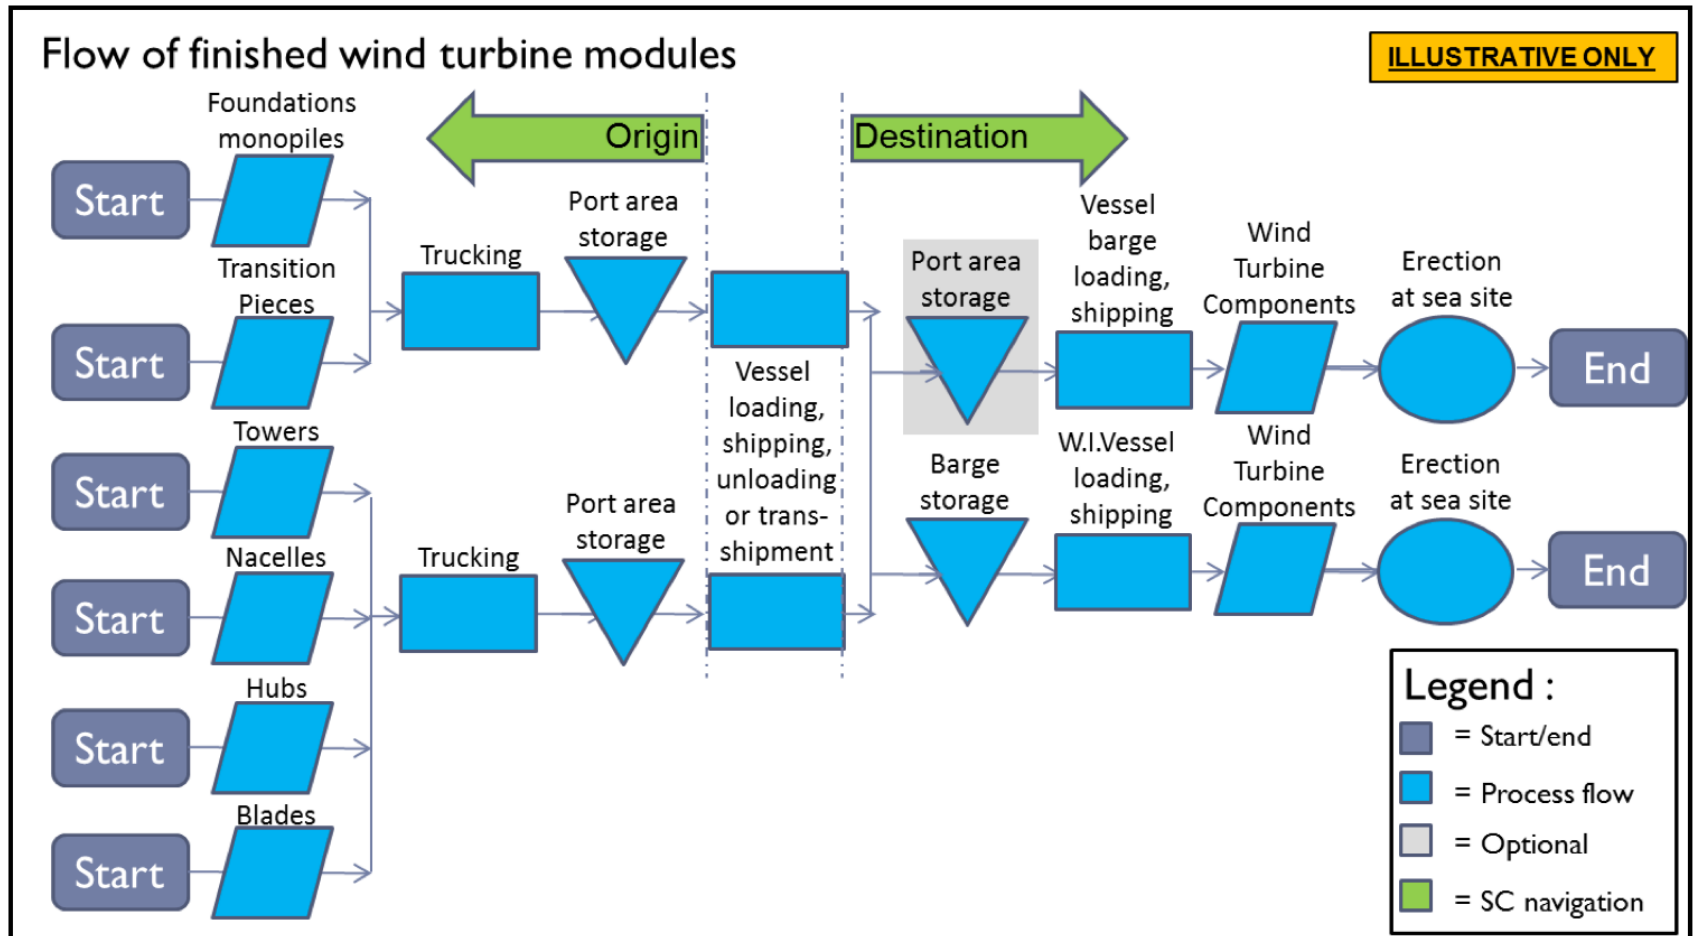 Flow of finished wind turbine modules
ILLUSTRATIVE ONLY
Foundations
monopiles
Origin
Destination
Start
Port area
storage
Trucking
Vessel
barge
loading,
shipping
Wind
Turbine
Components
Erection
at sea site
Port area
storage
Transition
Pieces
Start
End
Vessel
loading,
shipping,
unloading
or trans-
shipment
Towers
Start
Port area
storage
Barge
storage
W.I.Vessel
loading,
shipping
Wind
Turbine
Components
Erection
at sea site
Nacelles
Trucking
Start
End
Hubs
Start
Blades
Start
Legend :
= Start/end
= Process flow
= Optional
= SC navigation